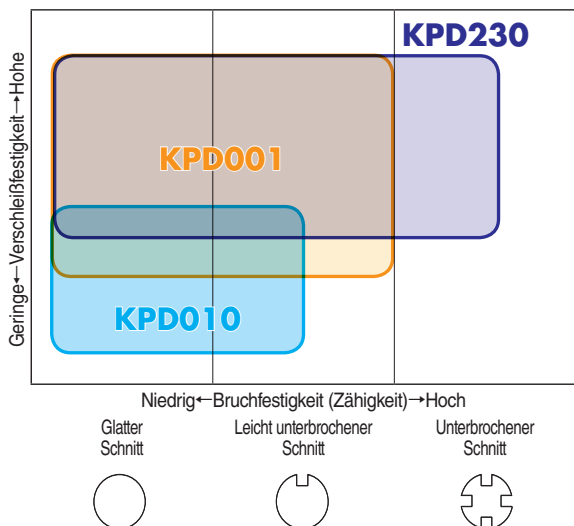 KPD230
KPD001
KPD010
Geringe←Verschleißfestigkeit→Hohe
Niedrig←Bruchfestigkeit (Zähigkeit)→Hoch
Glatter
Schnitt
Leicht unterbrochener
Schnitt
Unterbrochener
Schnitt